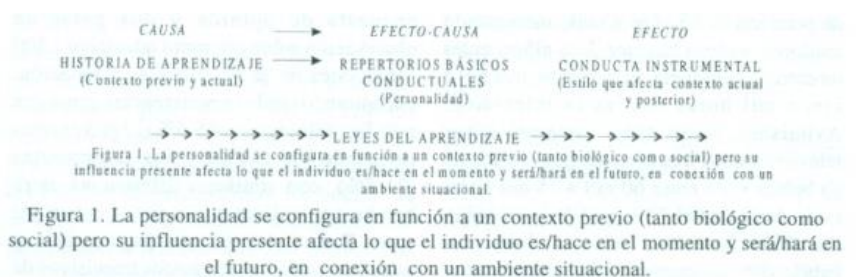 CAUSA → EFECTO-CAUSA EFECTO
HISTORIA DE APRENDIZAJE REPERTORIOS BÁSICOS CONDUCTA INSTRUMENTAL
(Contexto previo y actual) → CONDUCTUALES (Estilo que afecta contexto actual
(Personalidad) y posterior)
→→→→→→→→→ LEYES DEL APRENDIZAJE →→→→→→→→
Figura 1. La personalidad se configura en función a un contexto previo (tanto biológico como social) pero su
influencia presente afecta lo que el individuo es/hace en el momento y será/hará en el futuro, en conexión con un
ambiente situacional.
Figura 1. La personalidad se configura en función a un contexto previo (tanto biológico como
social) pero su influencia presente afecta lo que el individuo es/hace en el momento y será/hará en
el futuro, en conexión con un ambiente situacional.